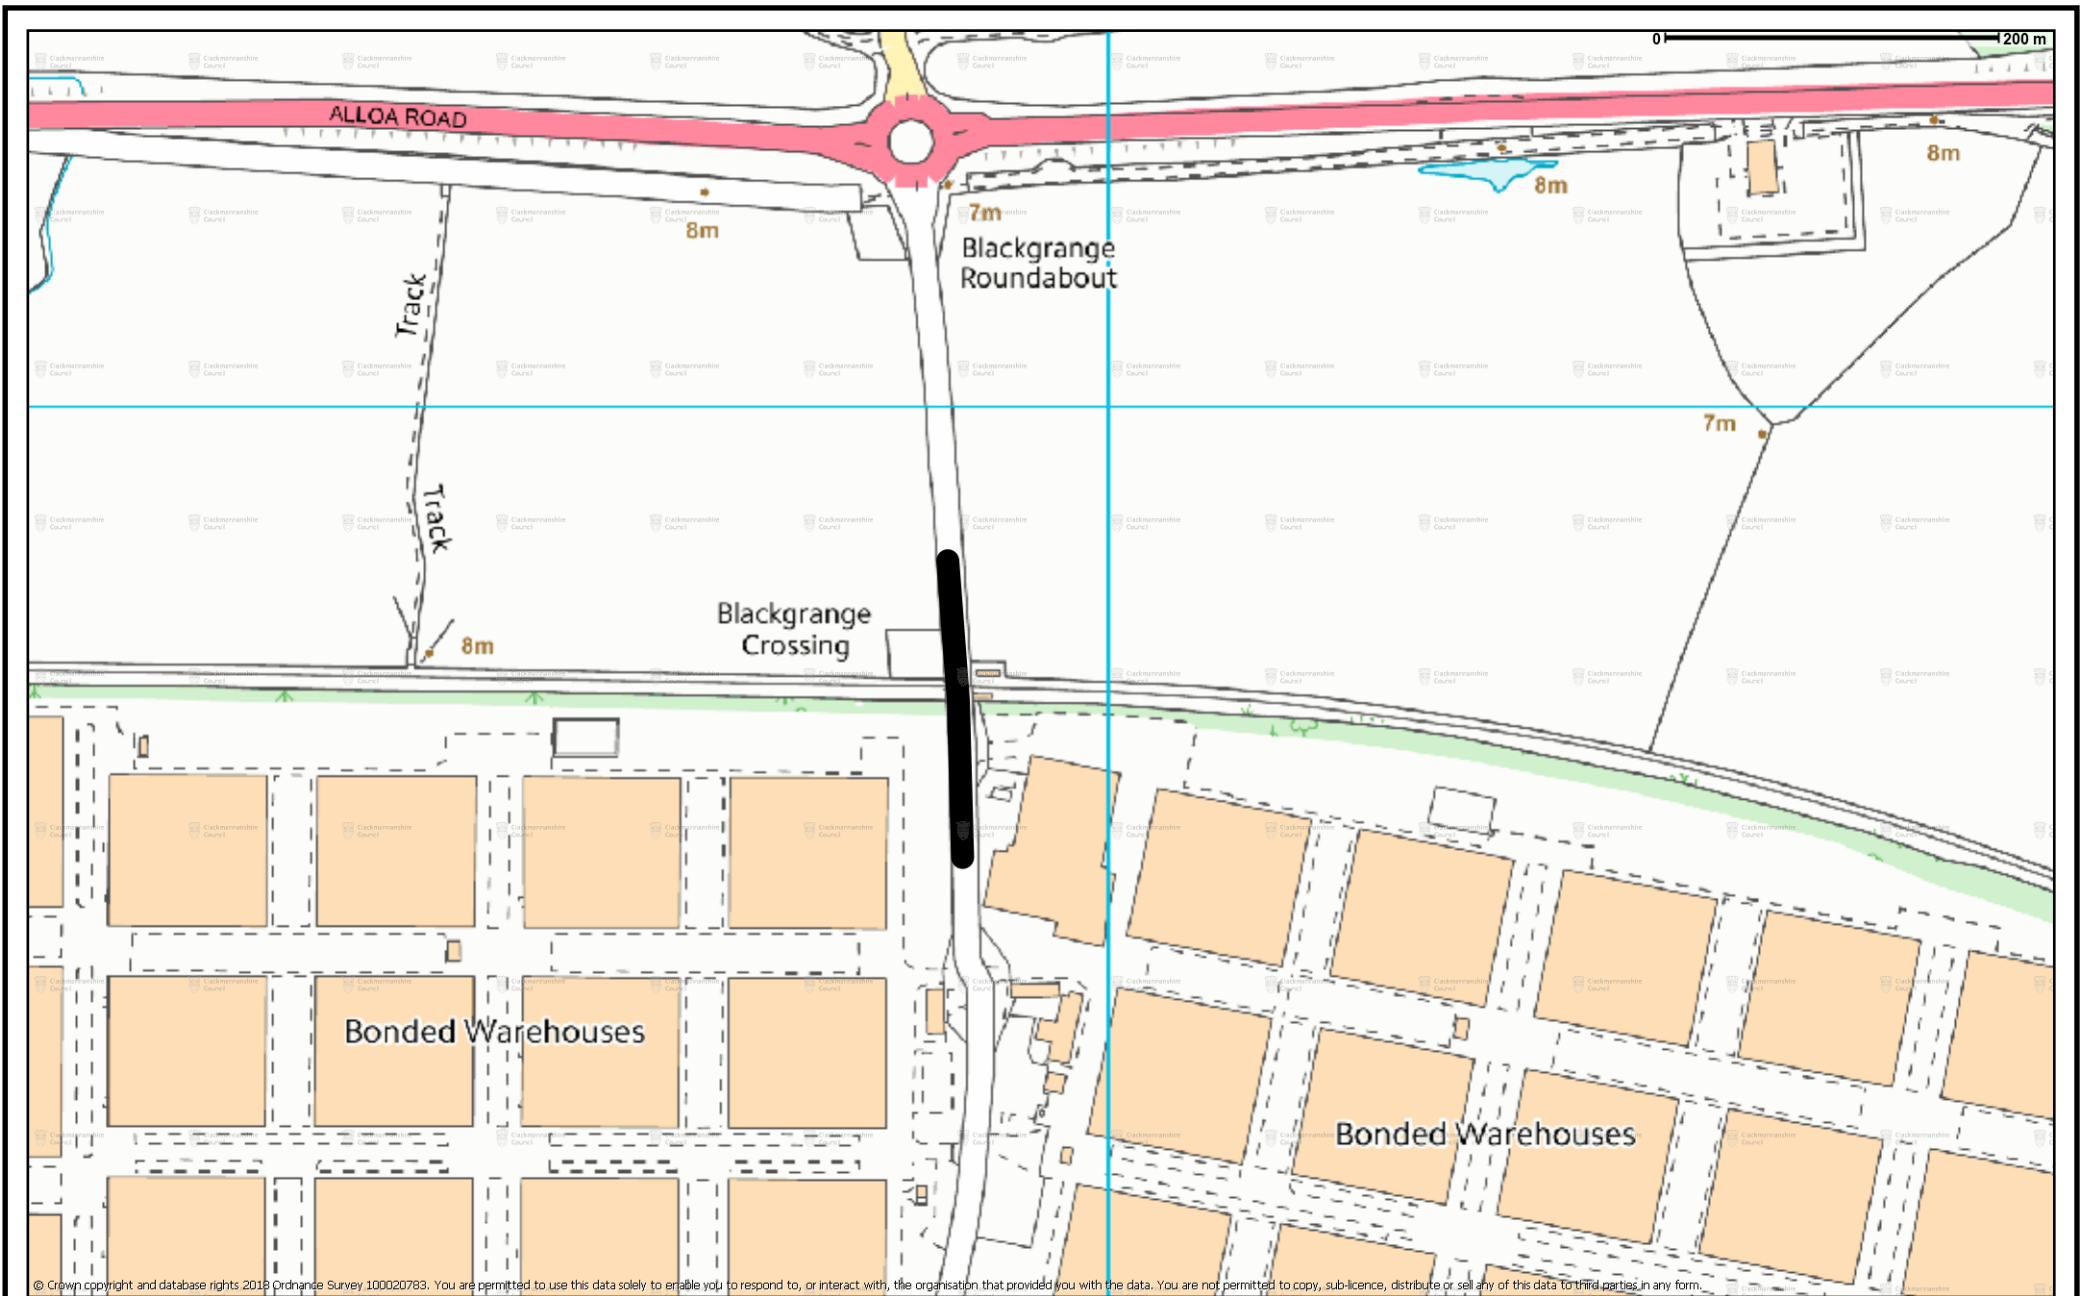 0 200 m
ALLOA ROAD
8m
8m
7m
8m
Blackgrange
Roundabout
Track
7m
Track
Blackgrange
Crossing
8m
Bonded Warehouses
Bonded Warehouses
Clackmannanshire
Council
© Crown copyright and database rights 2018 Ordnance Survey 100020783. You are permitted to use this data solely to enable you to respond to, or interact with, the organisation that provided you with the data. You are not permitted to copy, sub-licence, distribute or sell any of this data to third parties in any form.